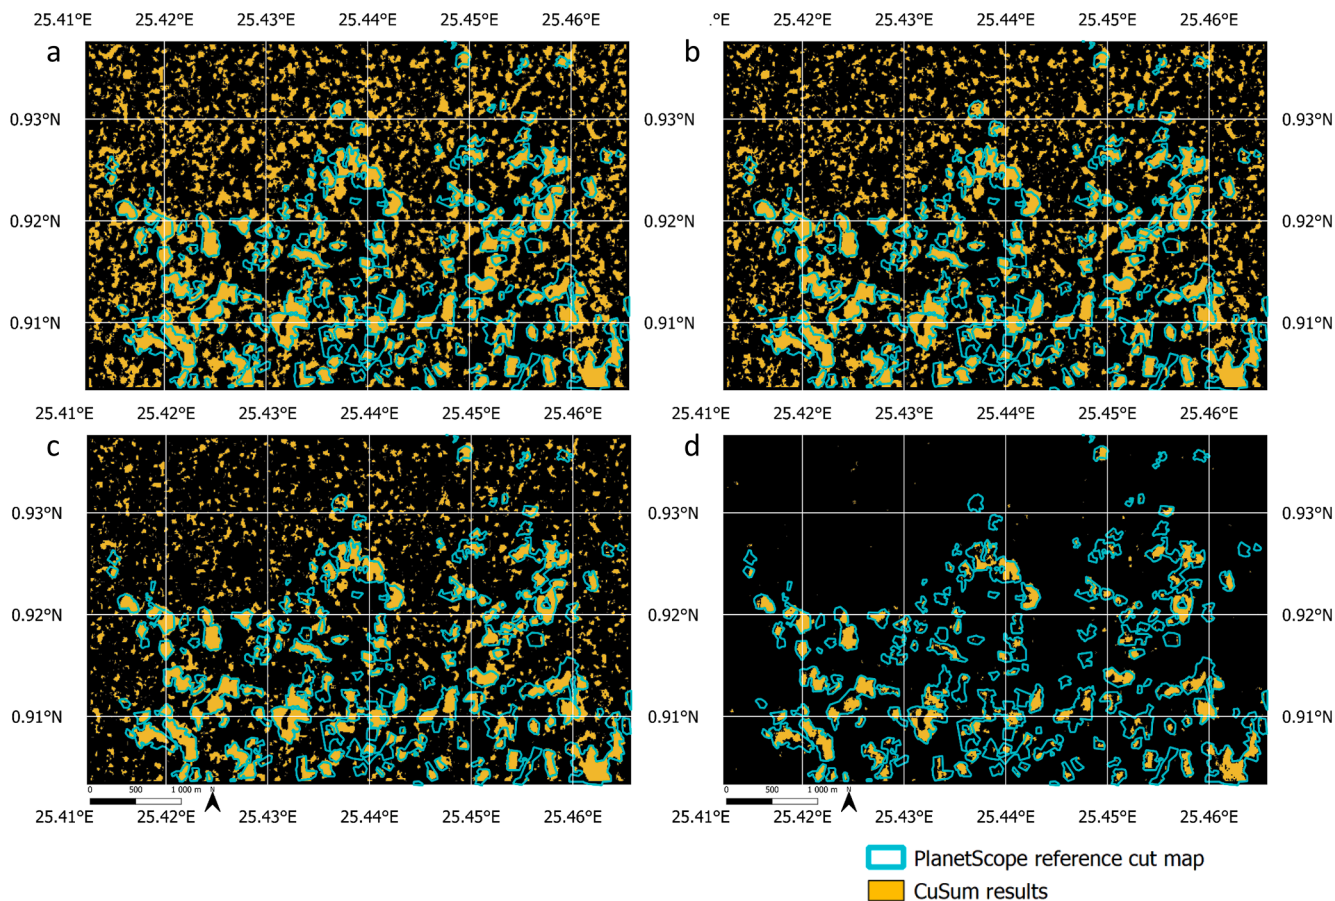 25.41°E 25.42°E 25.43°E 25.44°E 25.45°E 25.46°E 25.42°E 25.43°E 25.44°E 25.45°E 25.46°E
a b
0.93°N 0.93°N
0.92°N 0.92°N
0.91°N 0.91°N
25.41°E 25.42°E 25.43°E 25.44°E 25.45°E 25.46°E 25.41°E 25.42°E 25.43°E 25.44°E 25.45°E 25.46°E
c d
0.93°N 0.93°N
0.92°N 0.92°N
0.91°N 0.91°N
0 500 1 000 m N 0 500 1 000 m N
25.41°E 25.42°E 25.43°E 25.44°E 25.45°E 25.46°E 25.41°E 25.42°E 25.43°E 25.44°E 25.45°E 25.46°E
PlanetScope reference cut map
CuSum results